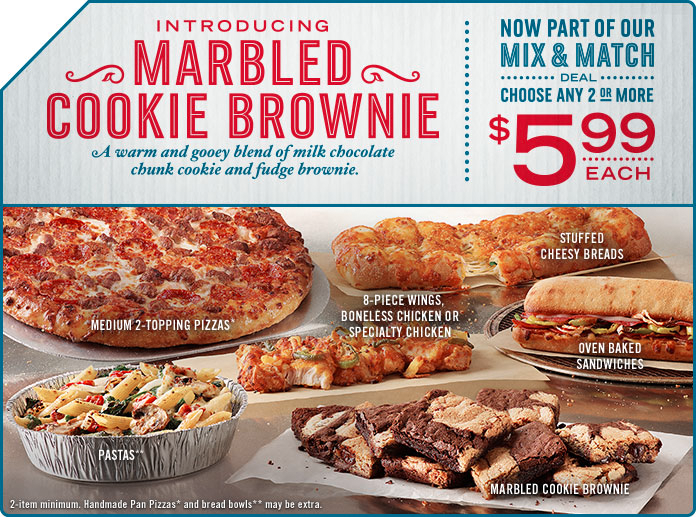 INTRODUCING
MARBLED
COOKIE BROWNIE
A warm and gooey blend of milk chocolate
chunk cookie and fudge brownie.
NOW PART OF OUR
MIX & MATCH
DEAL
CHOOSE ANY 2 OR MORE
$5.99
EACH
STUFFED
CHEESY BREADS
MEDIUM 2-TOPPING PIZZAS*
8-PIECE WINGS,
BONELESS CHICKEN OR
SPECIALTY CHICKEN
OVEN BAKED
SANDWICHES
PASTAS**
MARBLED COOKIE BROWNIE
2-item minimum. Handmade Pan Pizzas* and bread bowls** may be extra.